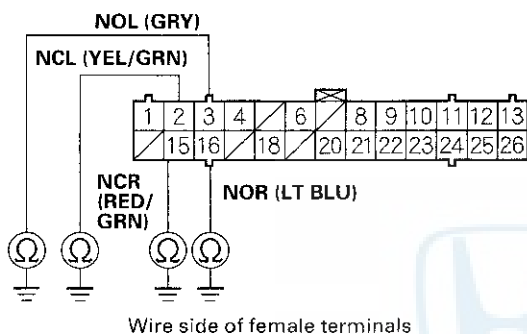 NOL (GRY)
NCL (YEL/GRN)
1 2 3 4 6 8 9 10 11 12 13
15 16 18 20 21 22 23 24 25 26
NCR
(RED/
GRN)
NOR (LT BLU)
Ω Ω Ω Ω
Wire side of female terminals